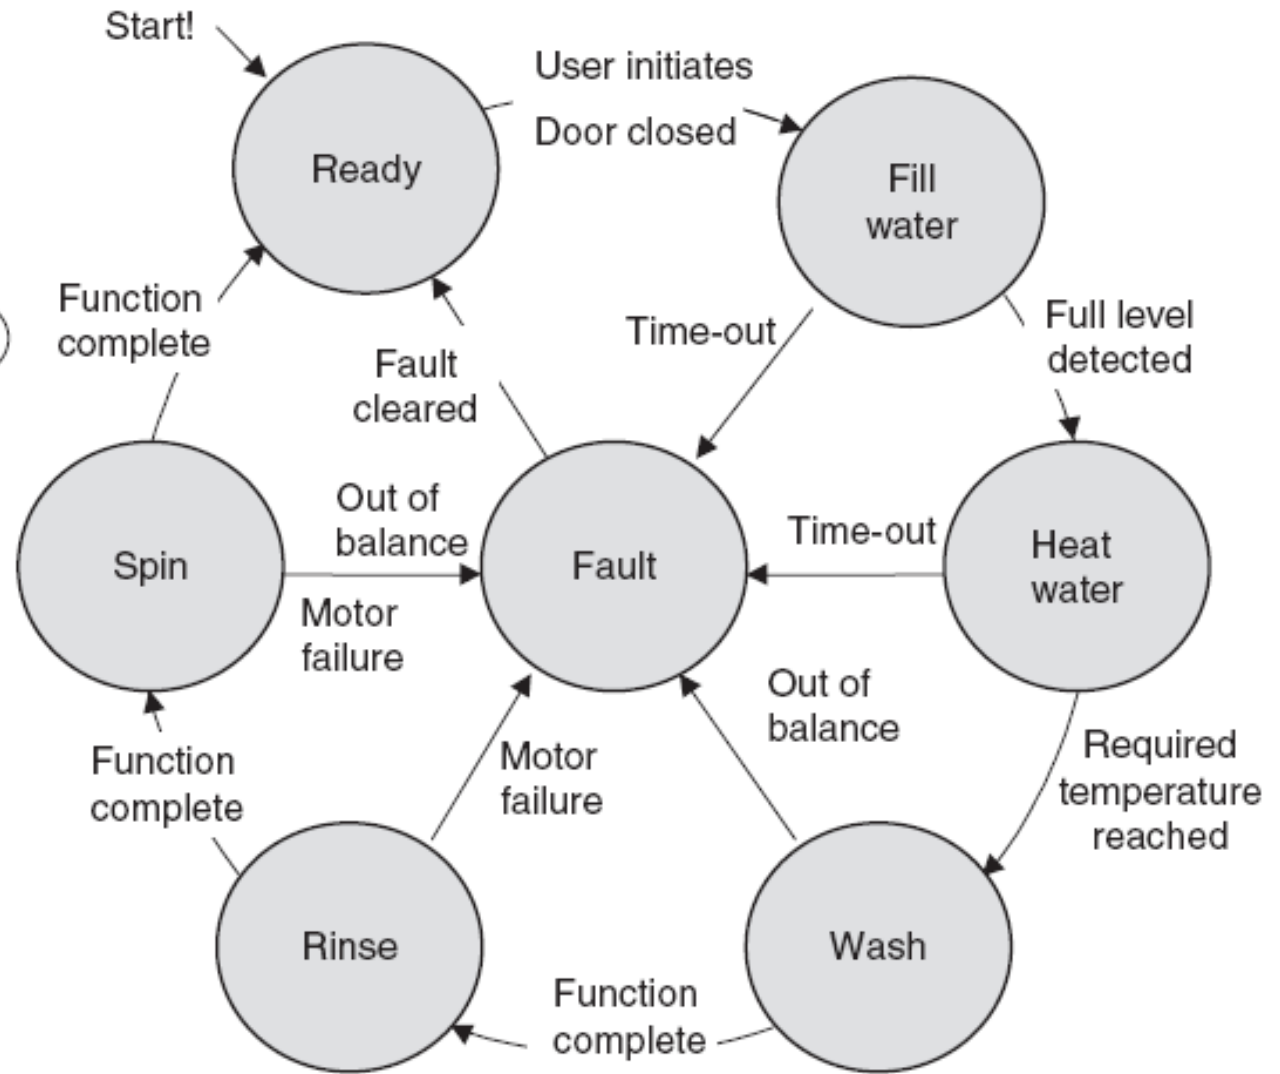 Start!
User initiates
Door closed
Ready
Fill
water
Function
complete
Fault
cleared
Time-out
Full level
detected
Spin
Out of
balance
Motor
failure
Fault
Time-out
Heat
water
Function
complete
Motor
failure
Out of
balance
Required
temperature
reached
Rinse
Function
complete
Wash